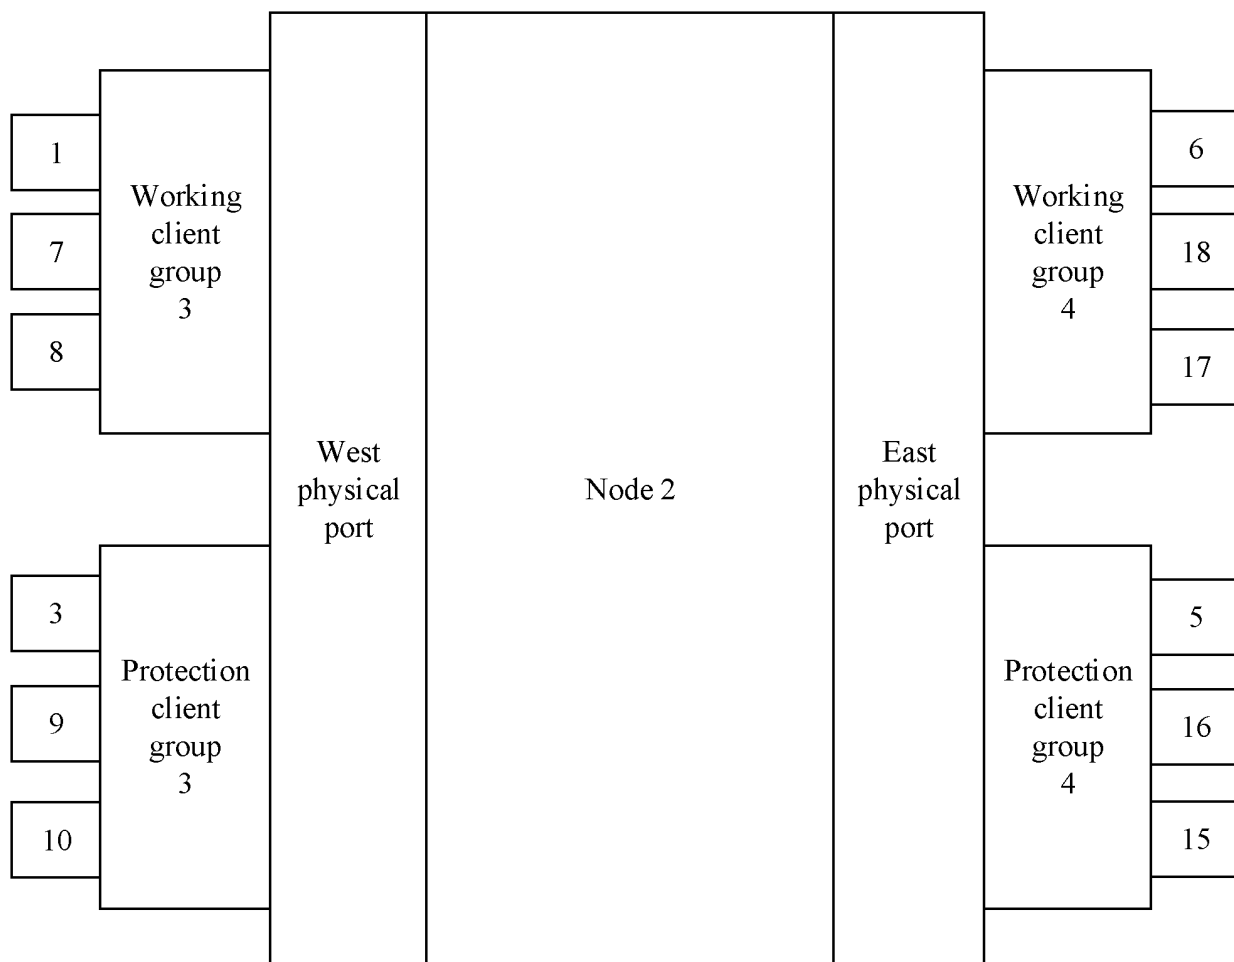 1
7
8
Working
client
group
3
3
9
10
Protection
client
group
3
West
physical
port
Node 2
East
physical
port
Working
client
group
4
6
18
17
Protection
client
group
4
5
16
15